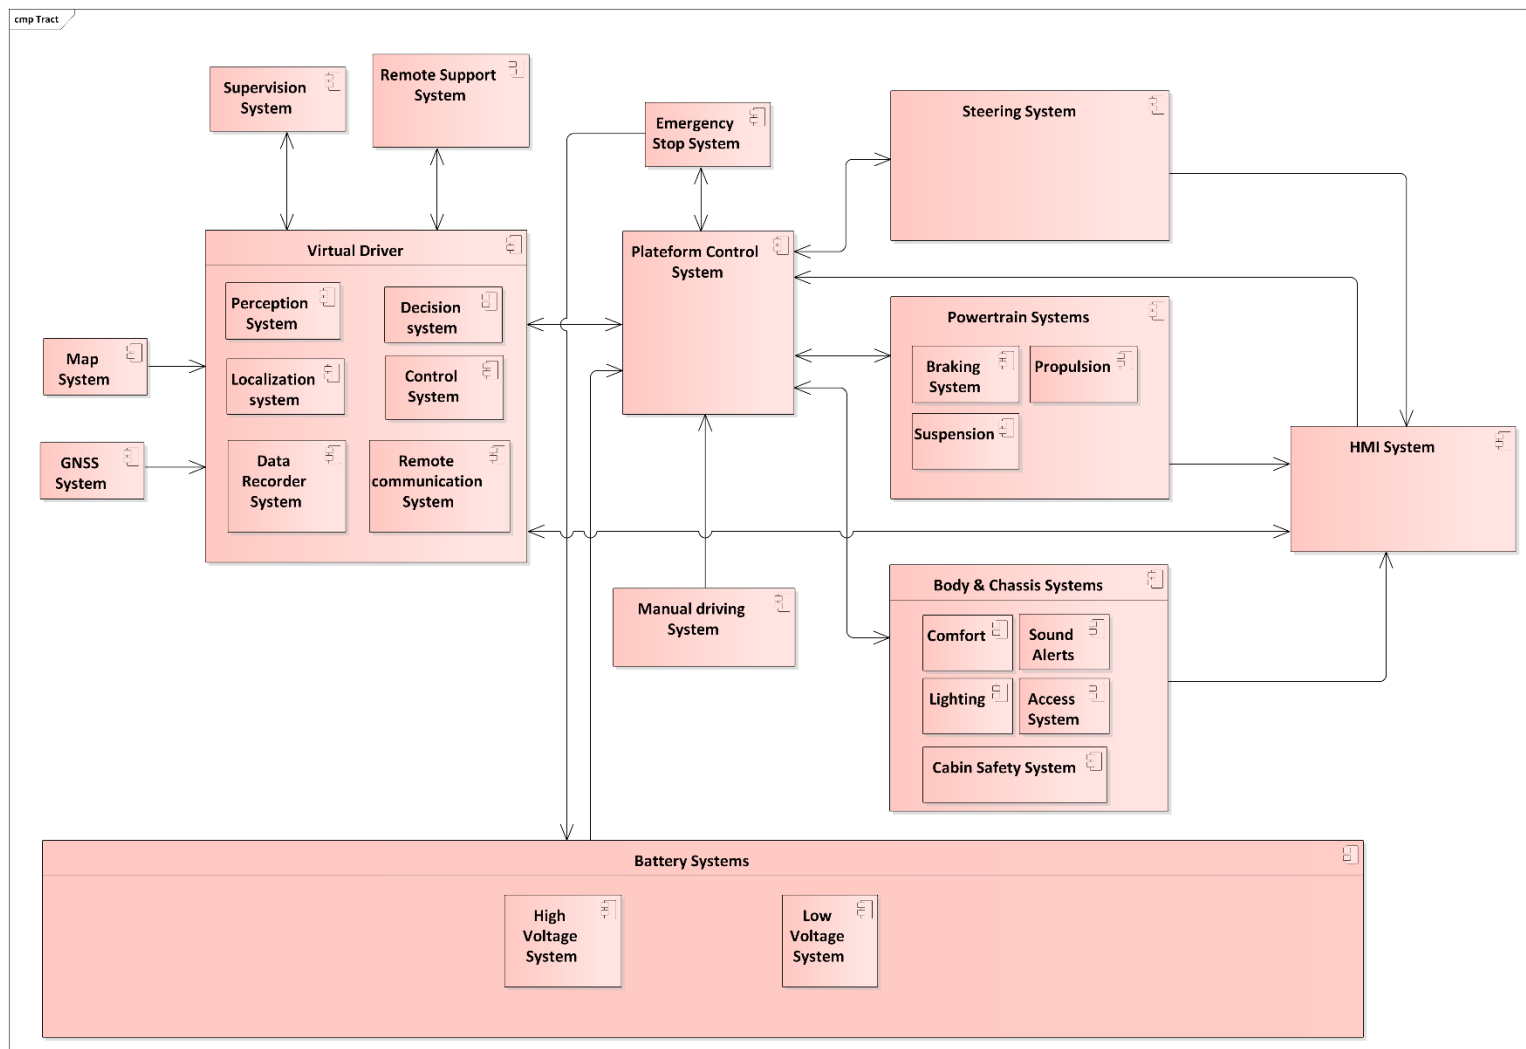 cmp Tract
Supervision
System
Remote Support
System
Emergency
Stop System
Steering System
Virtual Driver
Perception
System
Decision
system
Localization
system
Control
System
Data
Recorder
System
Remote
communication
System
Map
System
GNSS
System
Plateform Control
System
Powertrain Systems
Braking
System
Propulsion
Suspension
HMI System
Manual driving
System
Body & Chassis Systems
Comfort
Sound
Alerts
Lighting
Access
System
Cabin Safety System
Battery Systems
High
Voltage
System
Low
Voltage
System